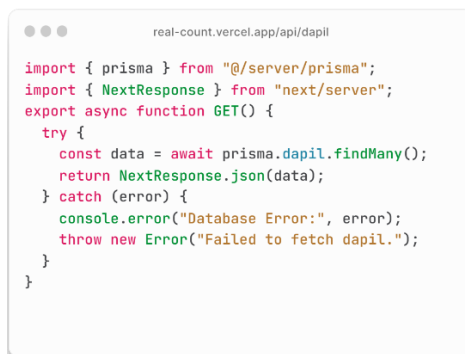 real-count.vercel.app/api/dapil
import { prisma } from "@/server/prisma";
import { NextResponse } from "next/server";
export async function GET() {
  try {
    const data = await prisma.dapil.findMany();
    return NextResponse.json(data);
  } catch (error) {
    console.error("Database Error:", error);
    throw new Error("Failed to fetch dapil.");
  }
}